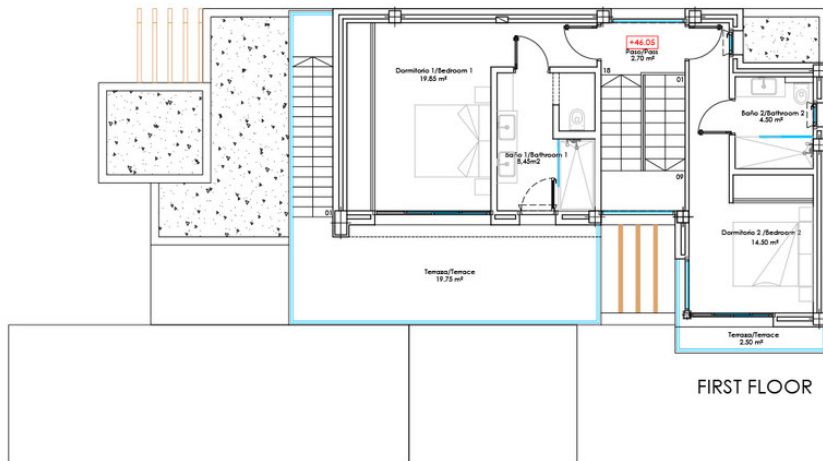 +46.05
Paso/Pass
2.70 m²
Dormitorio 1/Bedroom 1
19.85 m²
18
01
Baño 2/Bathroom 2
4.50 m²
Baño 1/Bathroom 1
5,45m2
09
01
Dormitorio 2 /Bedroom 2
14.50 m²
Terraza/Terrace
19.75 m²
Terraza/Terrace
2.50 m²
FIRST FLOOR